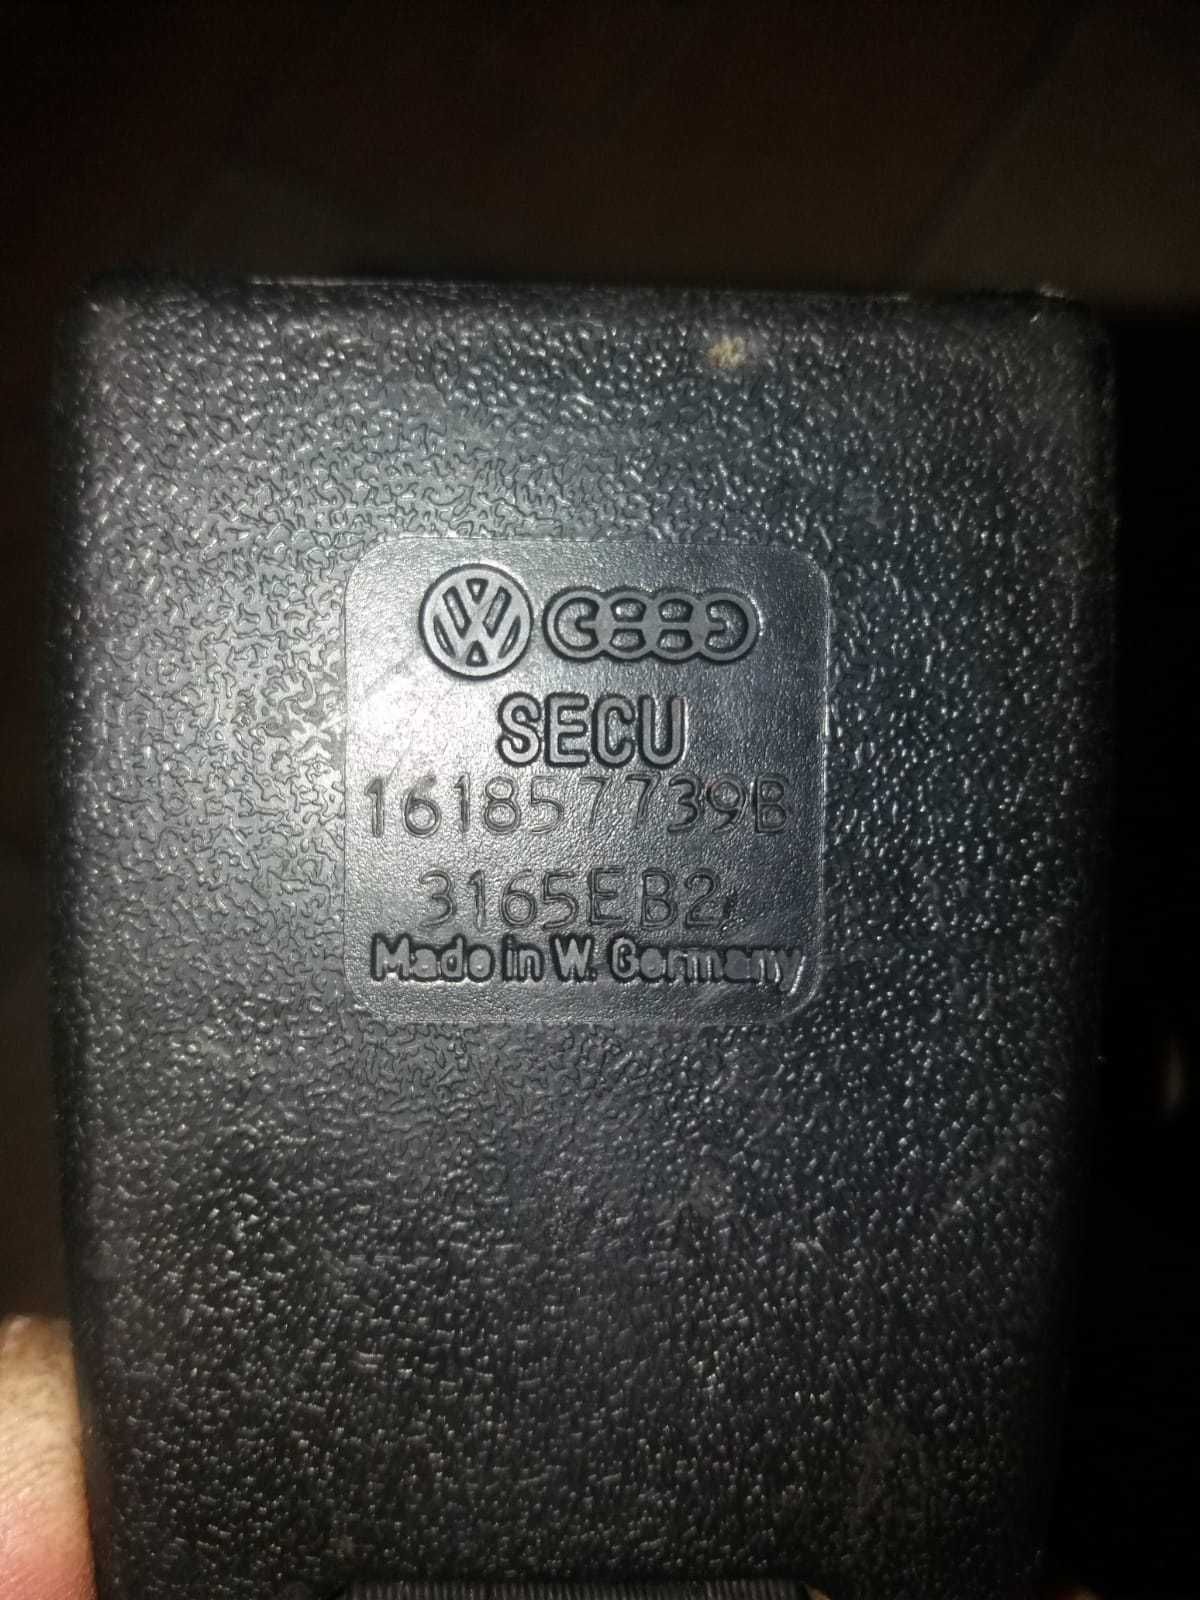 SECU
161857739B
3165EB2
Made in W. Germany